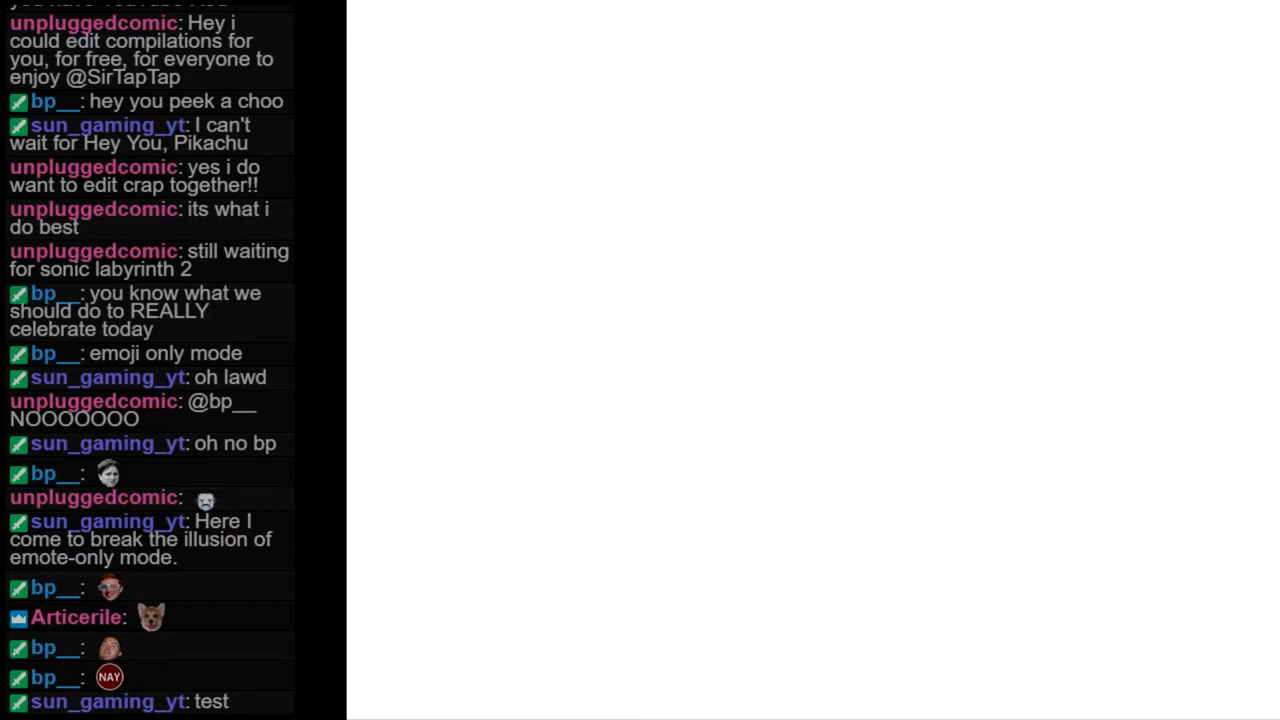 unpluggedcomic: Hey i
could edit compilations for
you, for free, for everyone to
enjoy @SirTapTap
bp__: hey you peek a choo
sun_gaming_yt: I can't
wait for Hey You, Pikachu
unpluggedcomic: yes i do
want to edit crap together!!
unpluggedcomic: its what i
do best
unpluggedcomic: still waiting
for sonic labyrinth 2
bp__: you know what we
should do to REALLY
celebrate today
bp__: emoji only mode
sun_gaming_yt: oh lawd
unpluggedcomic: @bp__
NOOOOOOO
sun_gaming_yt: oh no bp
bp__:
unpluggedcomic:
sun_gaming_yt: Here I
come to break the illusion of
emote-only mode.
bp__:
Articerile:
bp__:
bp__: NAY
sun_gaming_yt: test